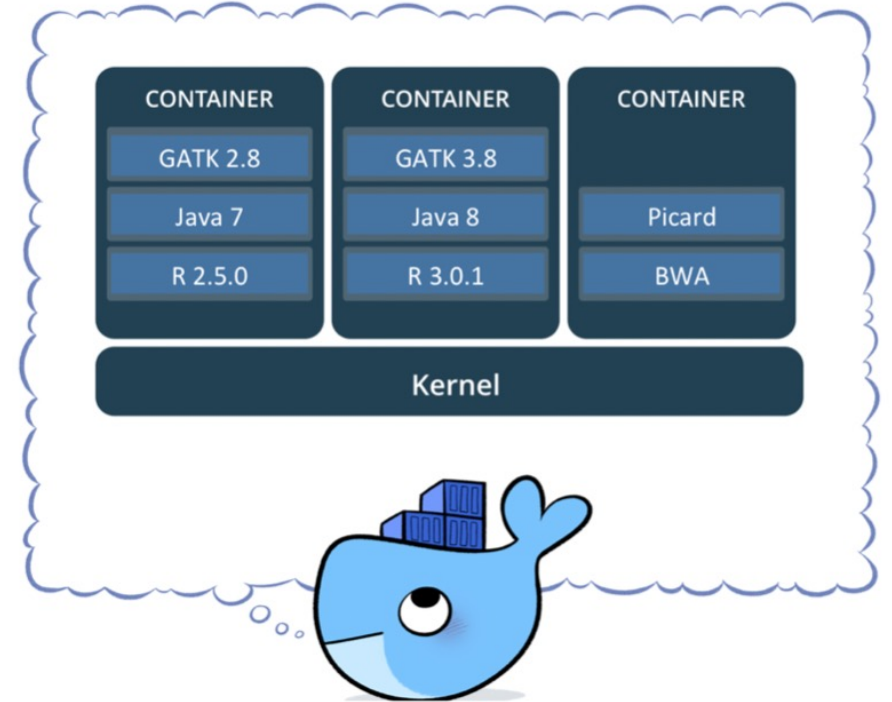 CONTAINER
GATK 2.8
Java 7
R 2.5.0
CONTAINER
GATK 3.8
Java 8
R 3.0.1
CONTAINER
Picard
BWA
Kernel